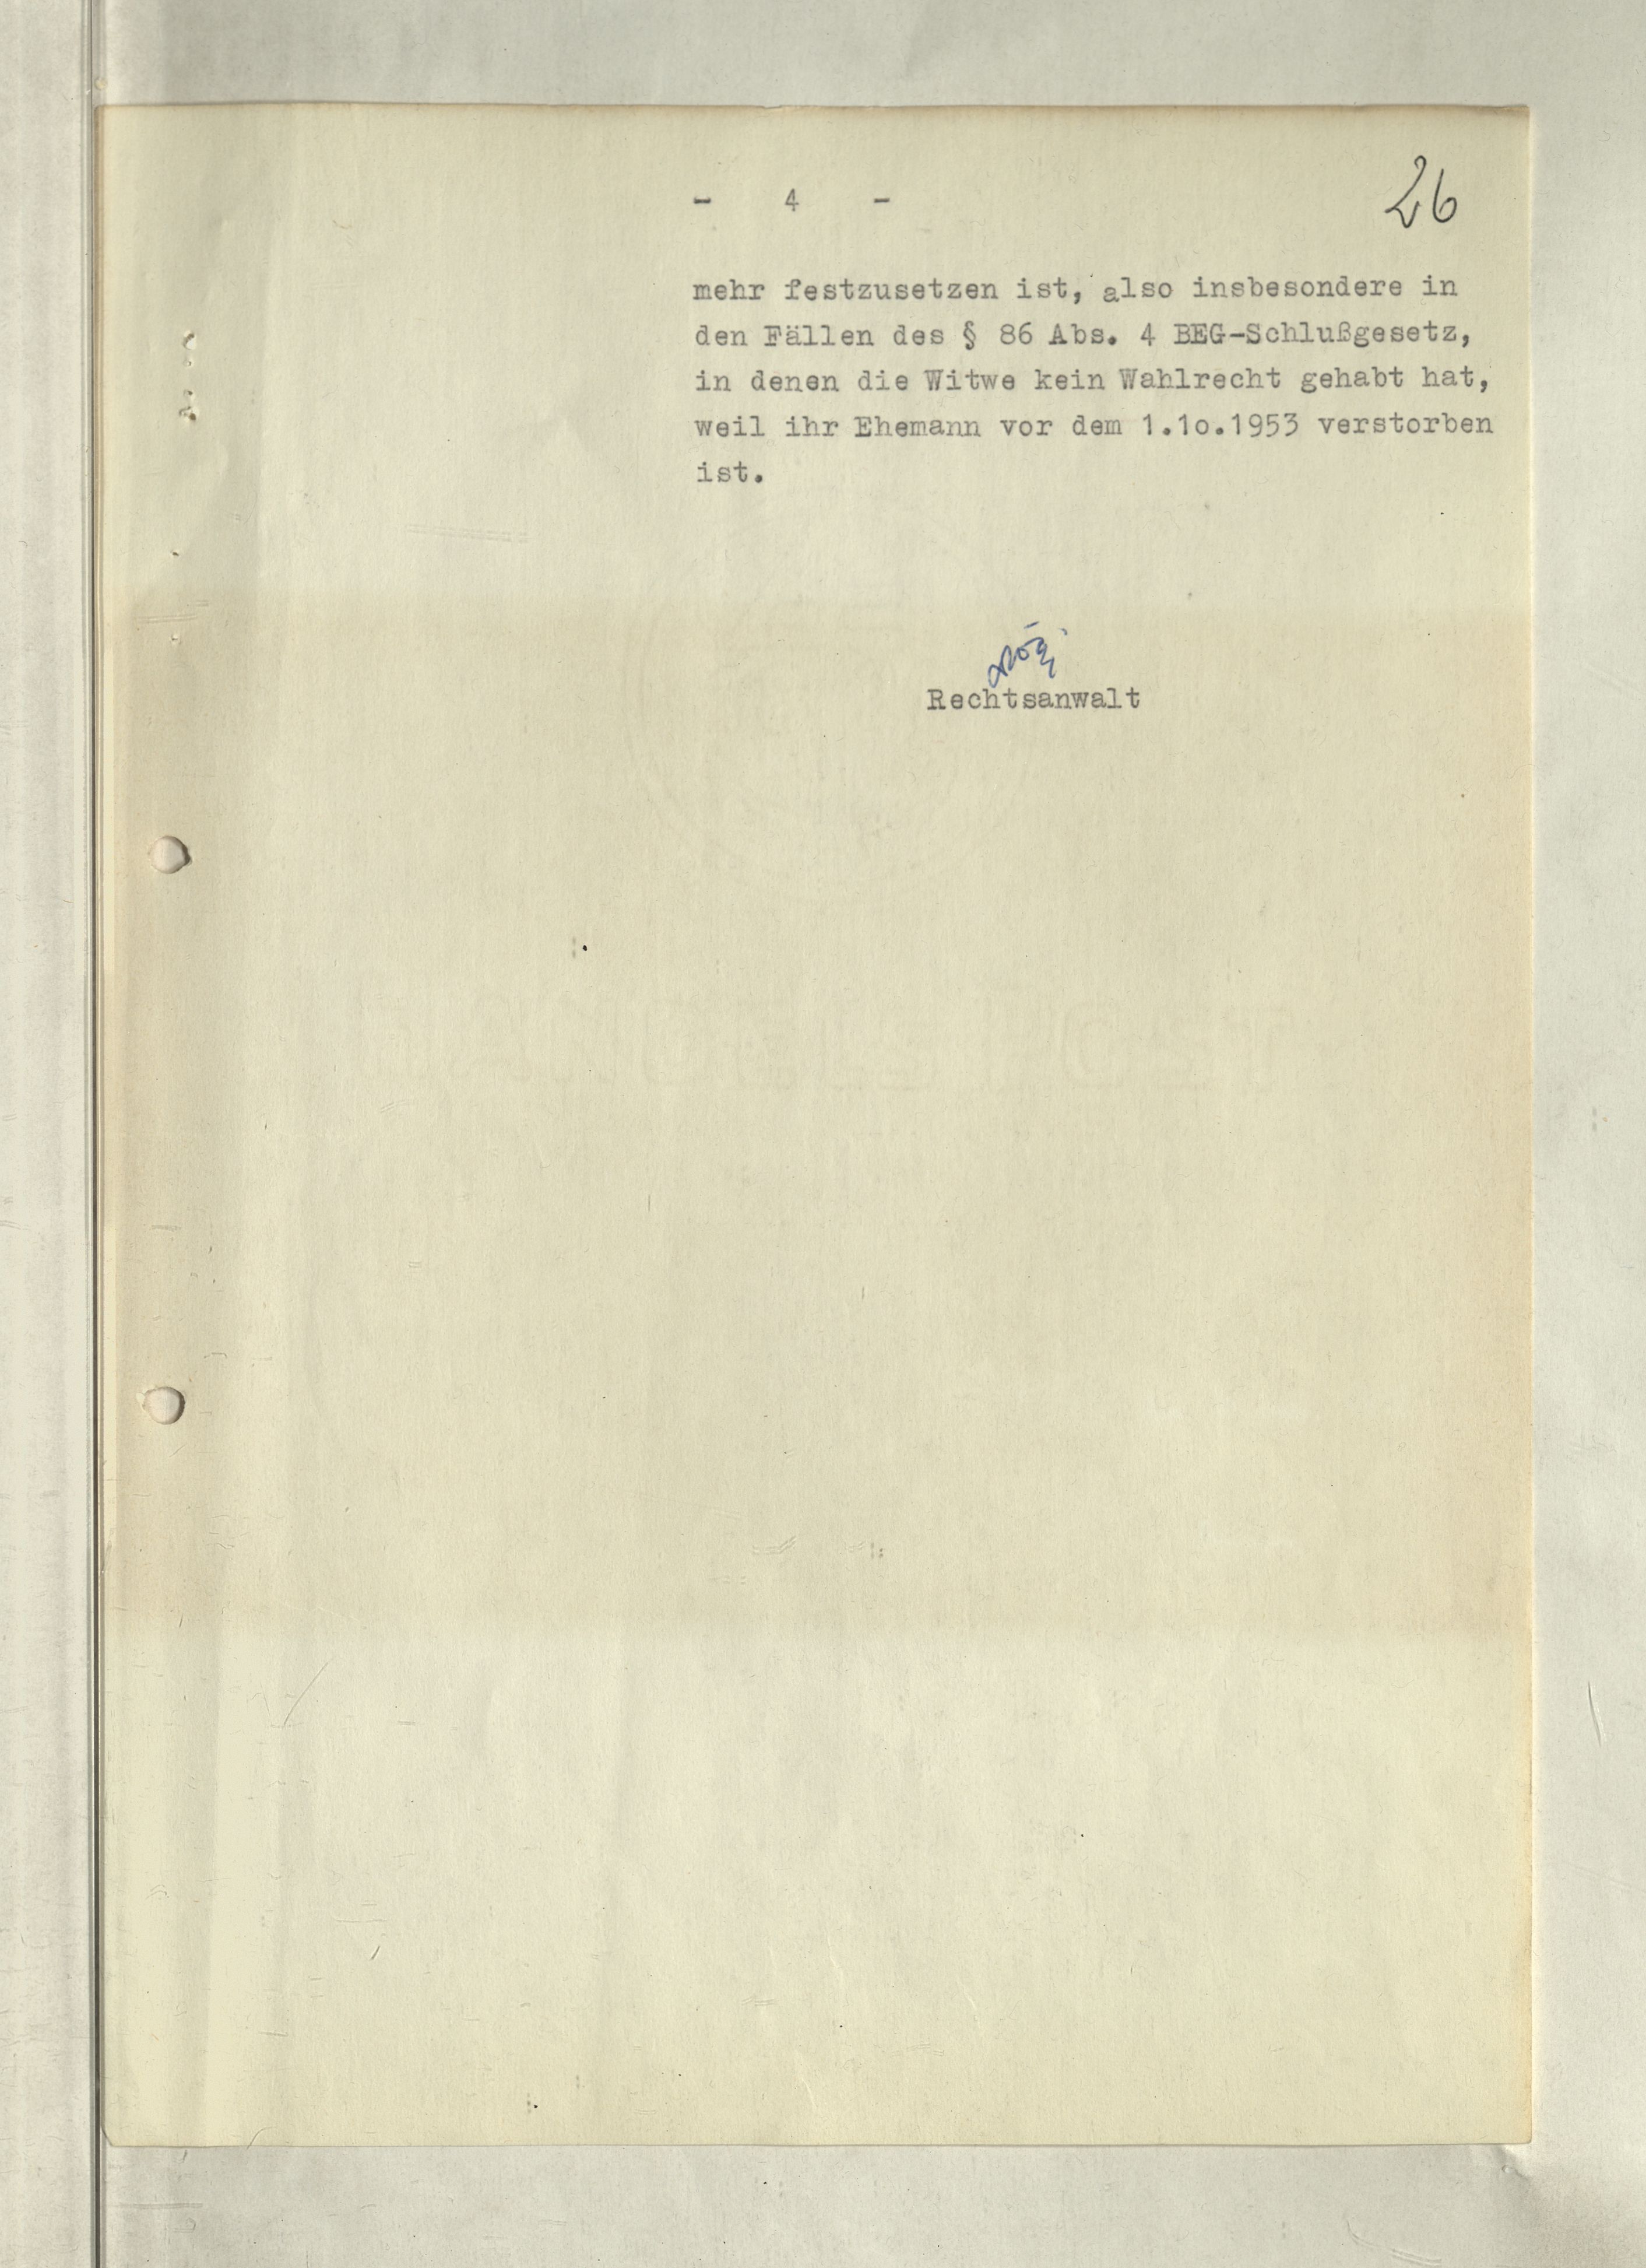 - 4 -
26
mehr festzusetzen ist, also insbesondere in
den Fällen des § 86 Abs. 4 BEG-Schlußgesetz,
in denen die Witwe kein Wahlrecht gehabt hat,
weil ihr Ehemann vor dem 1.1o.1953 verstorben
ist.
Rechtsanwalt